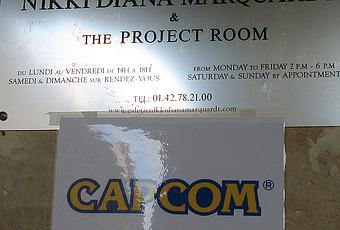 NIKKI DIANA MARQUARDT
&
THE PROJECT ROOM
DU LUNDI AU VENDREDI DE 14H A 18H
SAMEDI & DIMANCHE SUR RENDEZ-VOUS
FROM MONDAY TO FRIDAY 2 P.M - 6 P.M
SATURDAY & SUNDAY BY APPOINTMENT
TEL: 01.42.78.21.00
www.galerienikkidianamarquardt.com
CAPCOM®